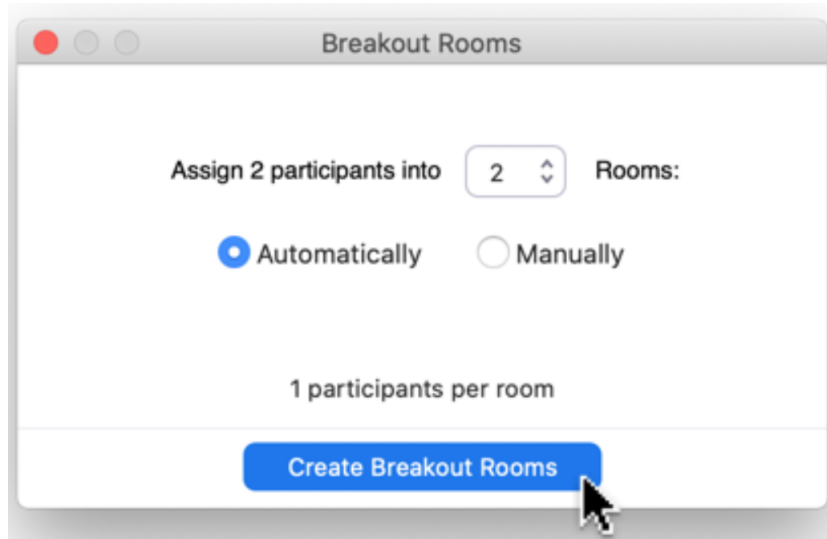 Breakout Rooms
Assign 2 participants into 2 Rooms:
Automatically Manually
1 participants per room
Create Breakout Rooms